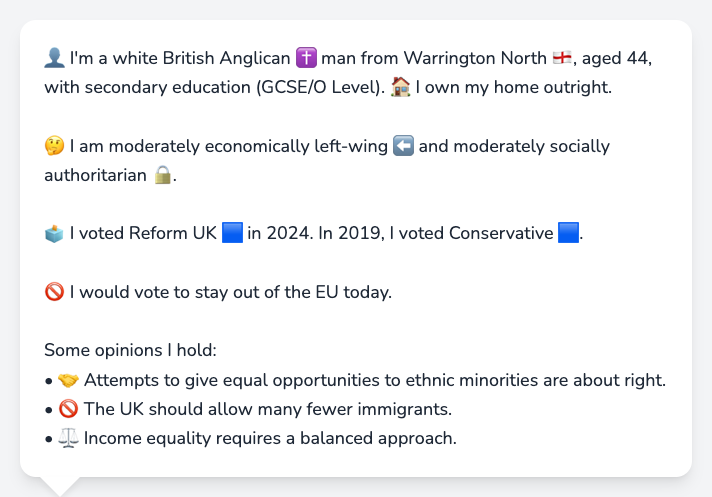 👤 I'm a white British Anglican ✝️ man from Warrington North 🏴󠁧󠁢󠁥󠁮󠁧󠁿, aged 44,
with secondary education (GCSE/O Level). 🏠 I own my home outright.
🤔 I am moderately economically left-wing ⬅️ and moderately socially
authoritarian 🔒.
🗳️ I voted Reform UK 🟦 in 2024. In 2019, I voted Conservative 🟦.
🚫 I would vote to stay out of the EU today.
Some opinions I hold:
• 🤝 Attempts to give equal opportunities to ethnic minorities are about right.
• 🚫 The UK should allow many fewer immigrants.
• ⚖️ Income equality requires a balanced approach.